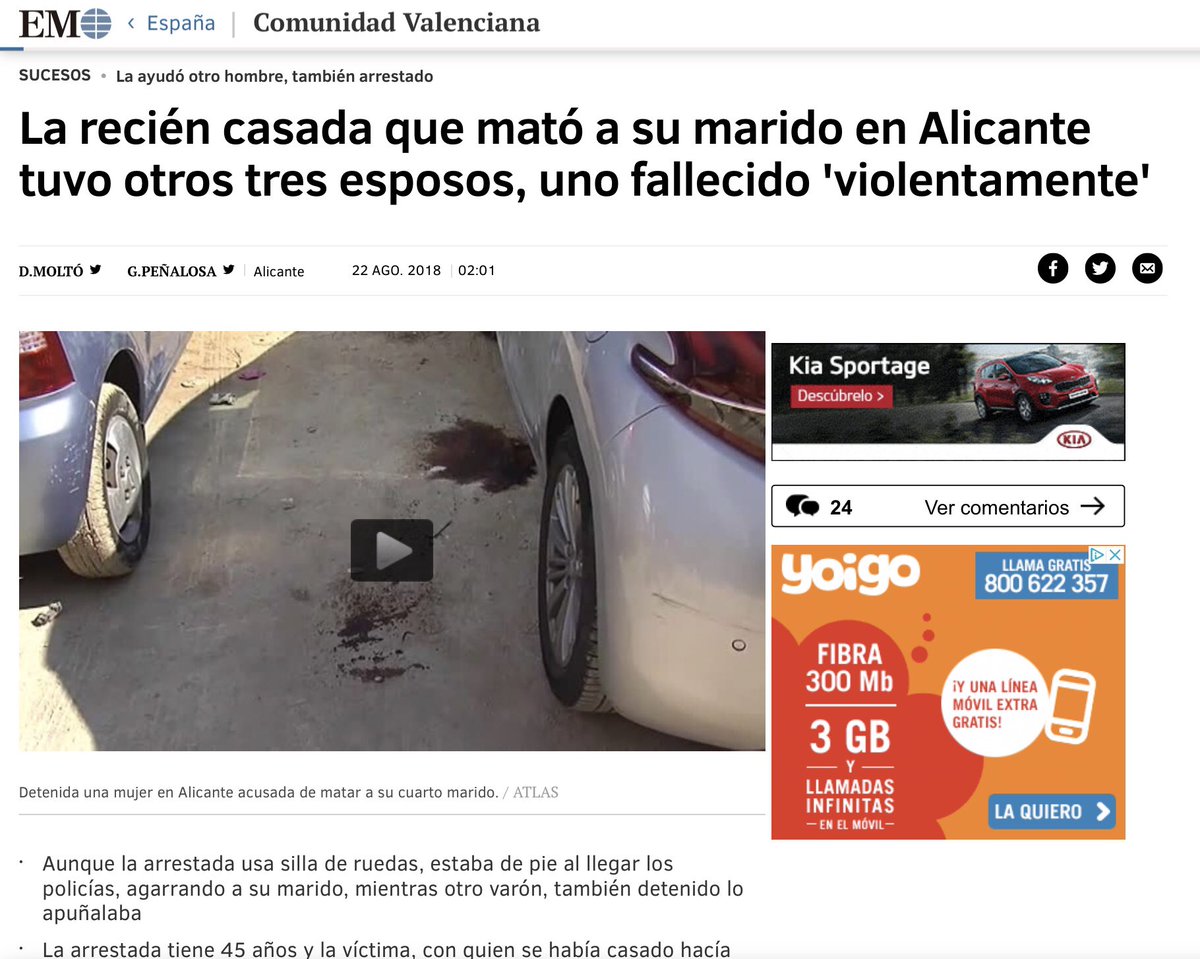 EM
‹ España | Comunidad Valenciana
SUCESOS • La ayudó otro hombre, también arrestado
La recién casada que mató a su marido en Alicante
tuvo otros tres esposos, uno fallecido 'violentamente'
D.MOLTÓ G.PEÑALOSA | Alicante 22 AGO. 2018 | 02:01
Kia Sportage
Descúbrelo >
KIA
24 Ver comentarios →
yoigo
LLAMA GRATIS
800 622 357
FIBRA
300 Mb
3 GB
Y
LLAMADAS
INFINITAS
— EN EL MÓVIL —
¡Y UNA LÍNEA
MÓVIL EXTRA
GRATIS!
LA QUIERO
Detenida una mujer en Alicante acusada de matar a su cuarto marido. / ATLAS
· Aunque la arrestada usa silla de ruedas, estaba de pie al llegar los
policías, agarrando a su marido, mientras otro varón, también detenido lo
apuñalaba
· La arrestada tiene 45 años y la víctima, con quien se había casado hacía